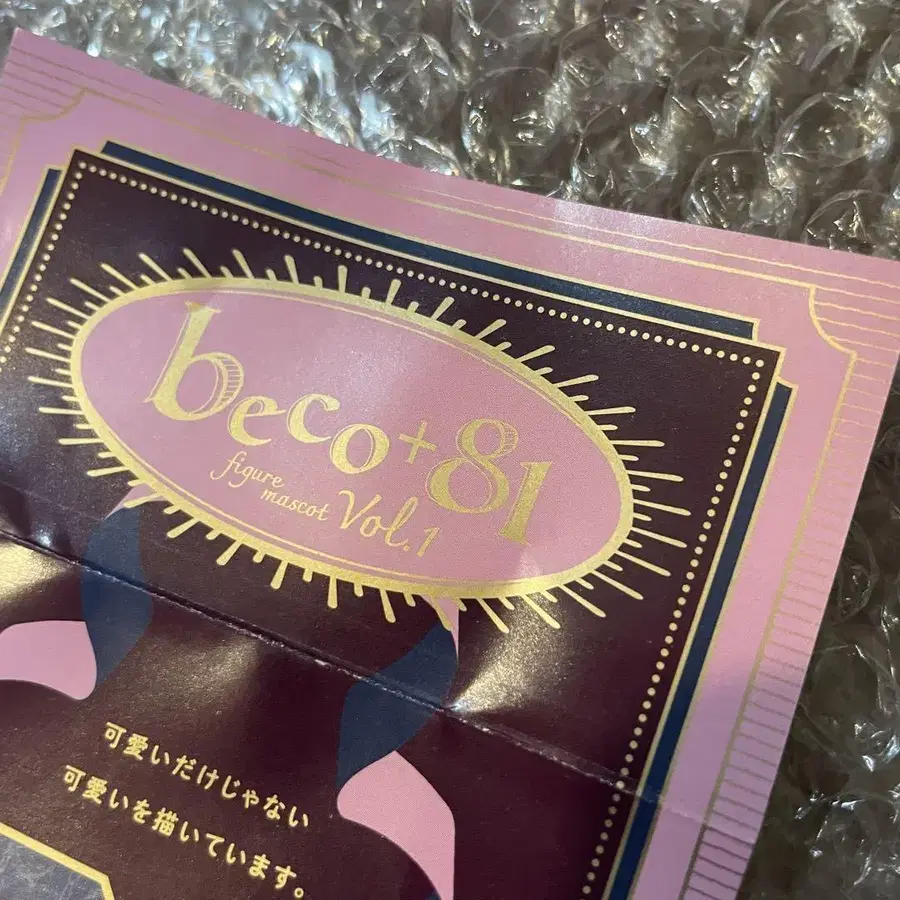 beco+81
figure
mascot Vol.1
可愛いだけじゃない
可愛いを描いています。